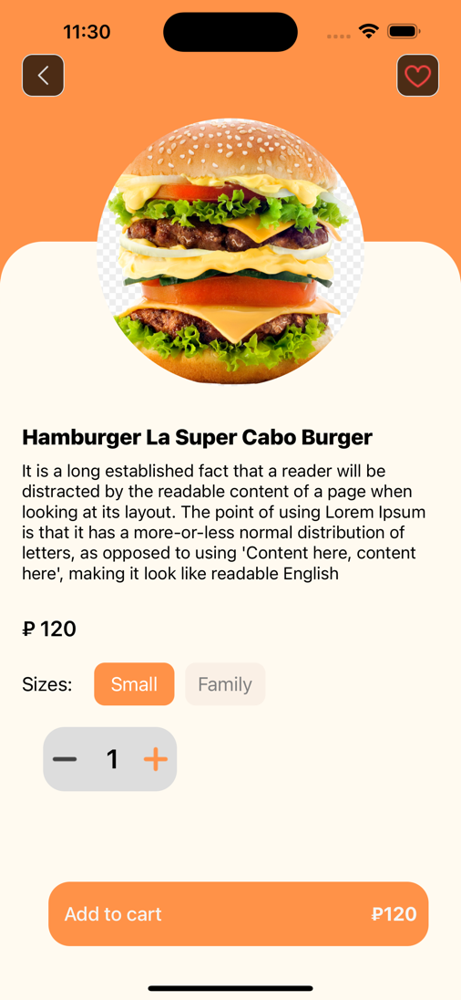 11:30
Hamburger La Super Cabo Burger
It is a long established fact that a reader will be
distracted by the readable content of a page when
looking at its layout. The point of using Lorem Ipsum
is that it has a more-or-less normal distribution of
letters, as opposed to using 'Content here, content
here', making it look like readable English
₽ 120
Sizes: Small Family
1
Add to cart ₽120